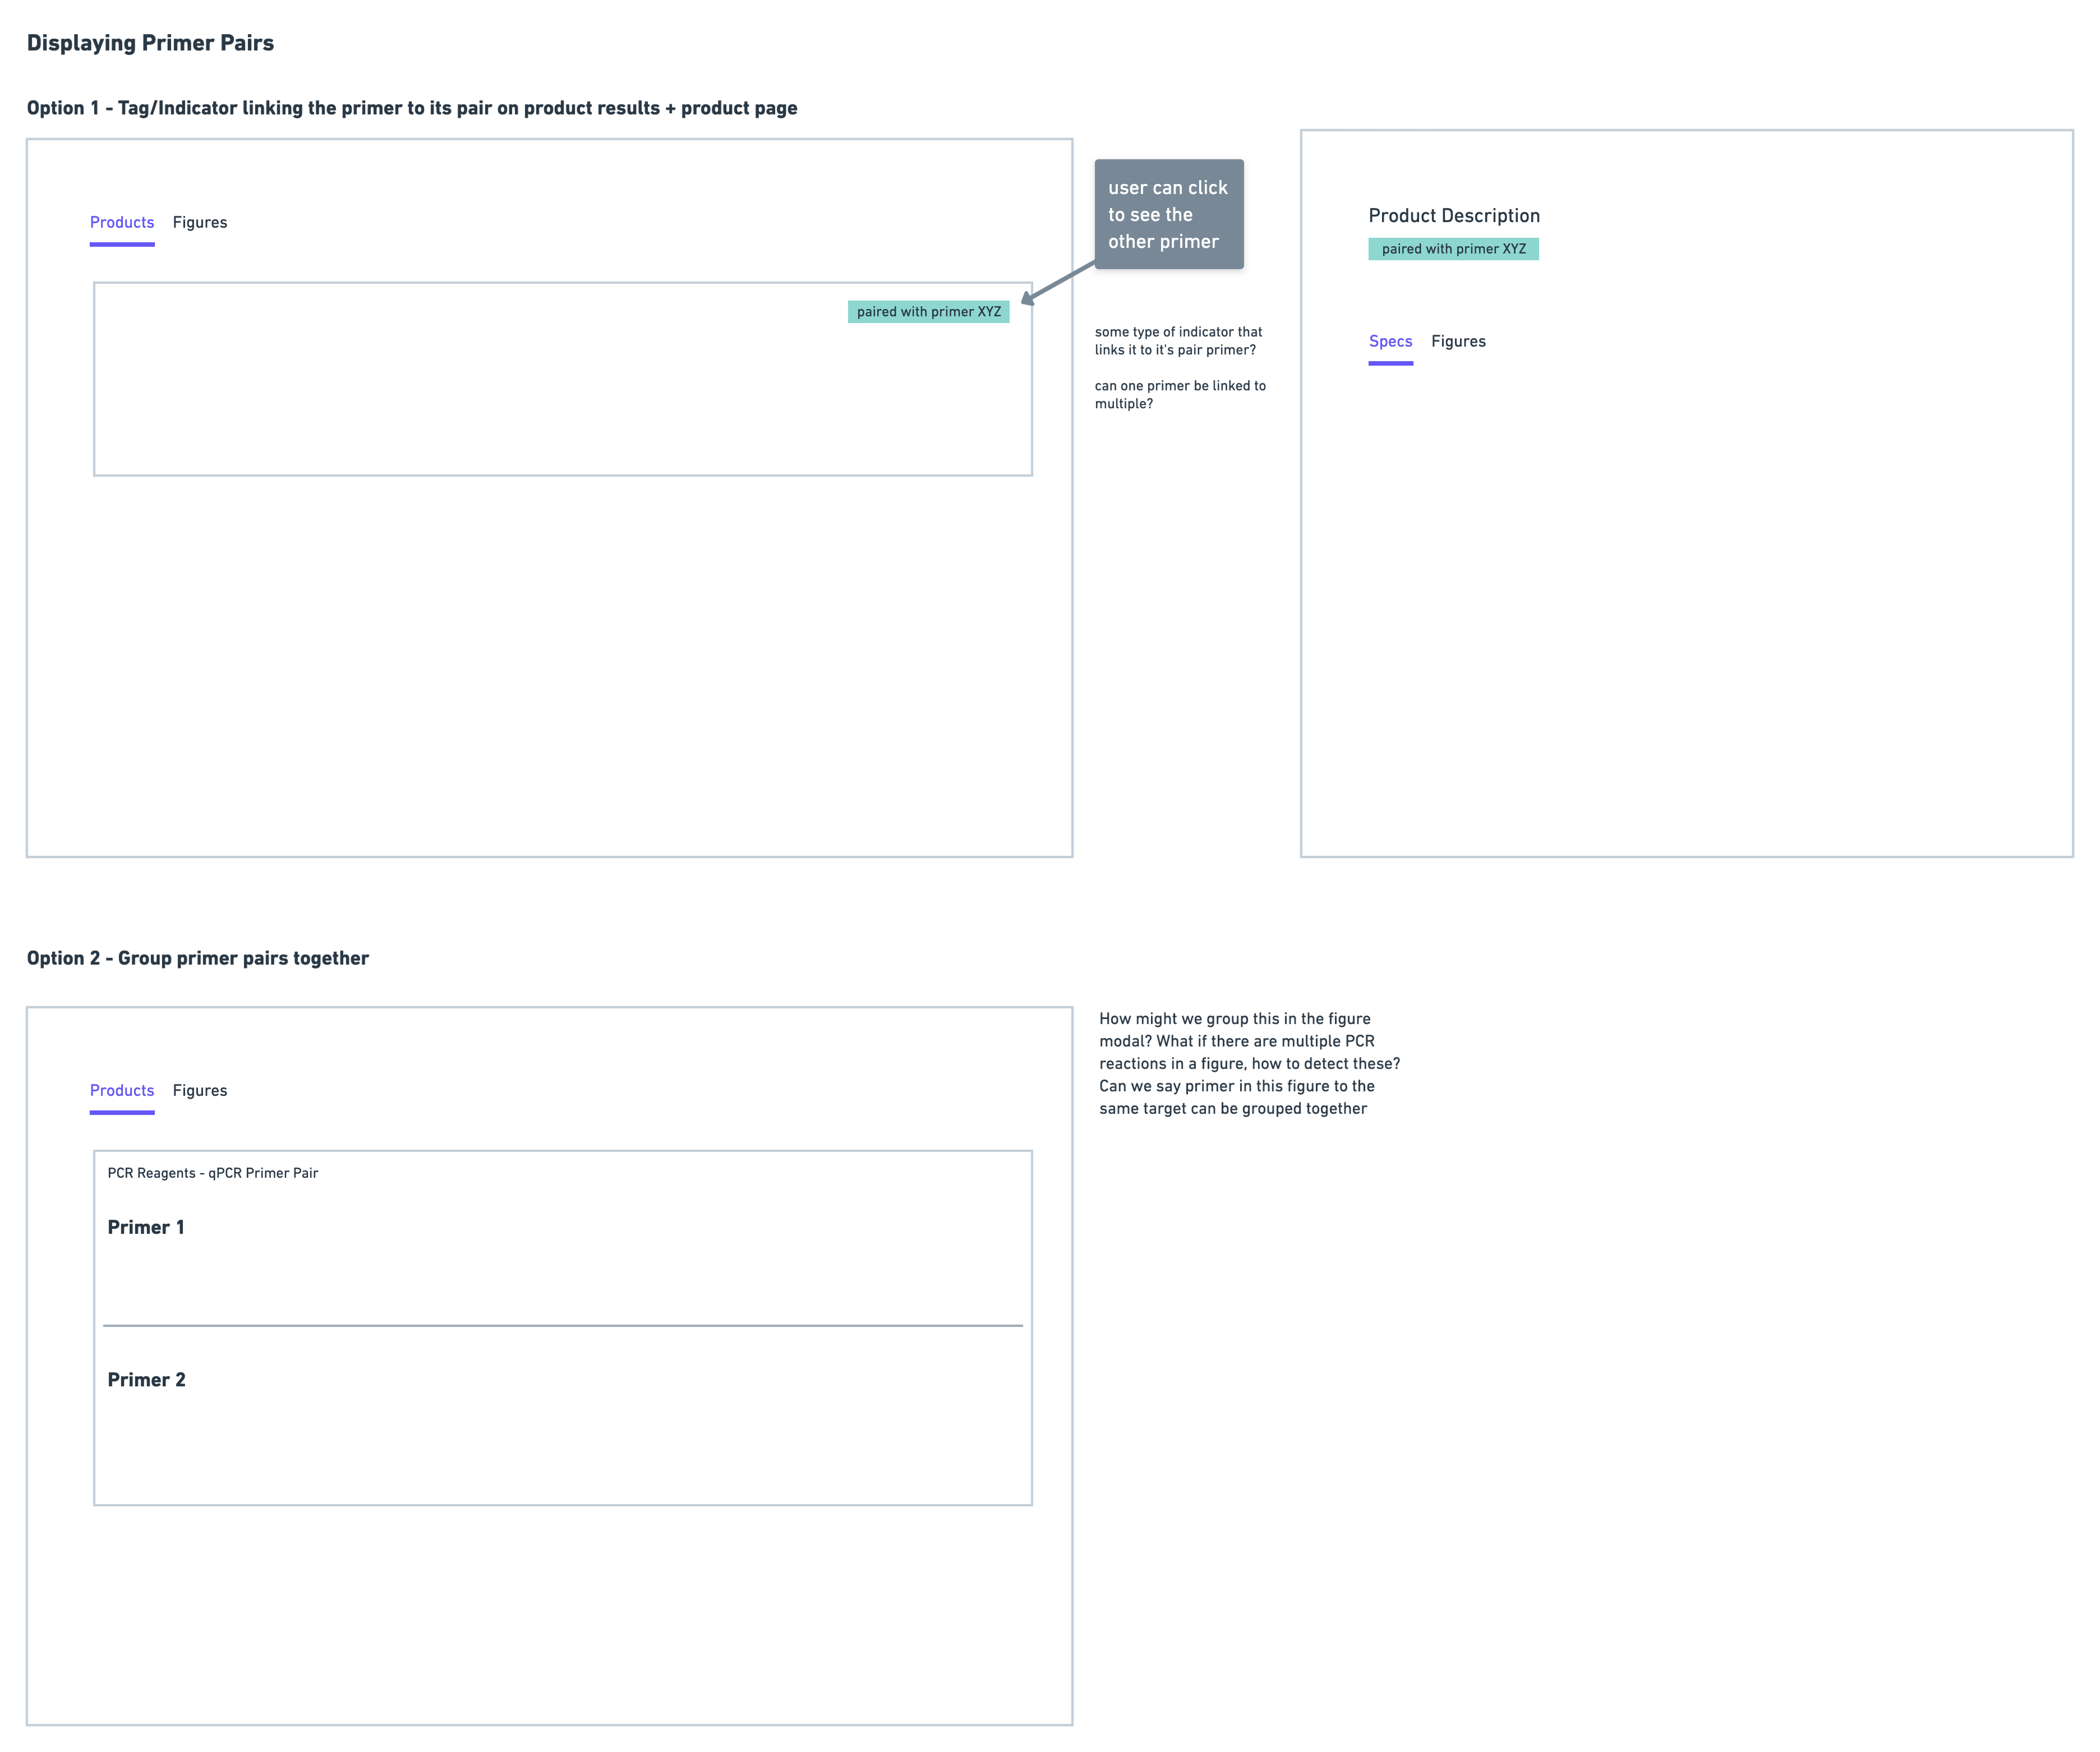 Displaying Primer Pairs
Option 1 - Tag/Indicator linking the primer to its pair on product results + product page
Products Figures
paired with primer XYZ
user can click
to see the
other primer
some type of indicator that
links it to it's pair primer?
can one primer be linked to
multiple?
Product Description
paired with primer XYZ
Specs Figures
Option 2 - Group primer pairs together
Products Figures
PCR Reagents - qPCR Primer Pair
Primer 1
Primer 2
How might we group this in the figure
modal? What if there are multiple PCR
reactions in a figure, how to detect these?
Can we say primer in this figure to the
same target can be grouped together